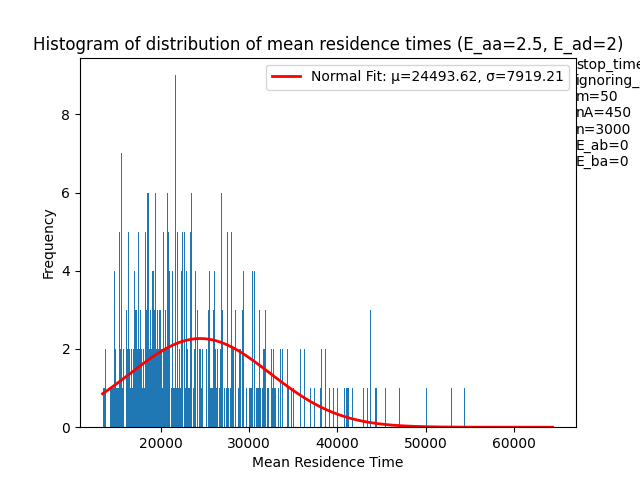 Histogram of distribution of mean residence times (E_aa=2.5, E_ad=2)
Normal Fit: μ=24493.62, σ=7919.21
stop_time
ignoring_
m=50
nA=450
n=3000
E_ab=0
E_ba=0
8
6
4
2
0
Frequency
20000 30000 40000 50000 60000
Mean Residence Time